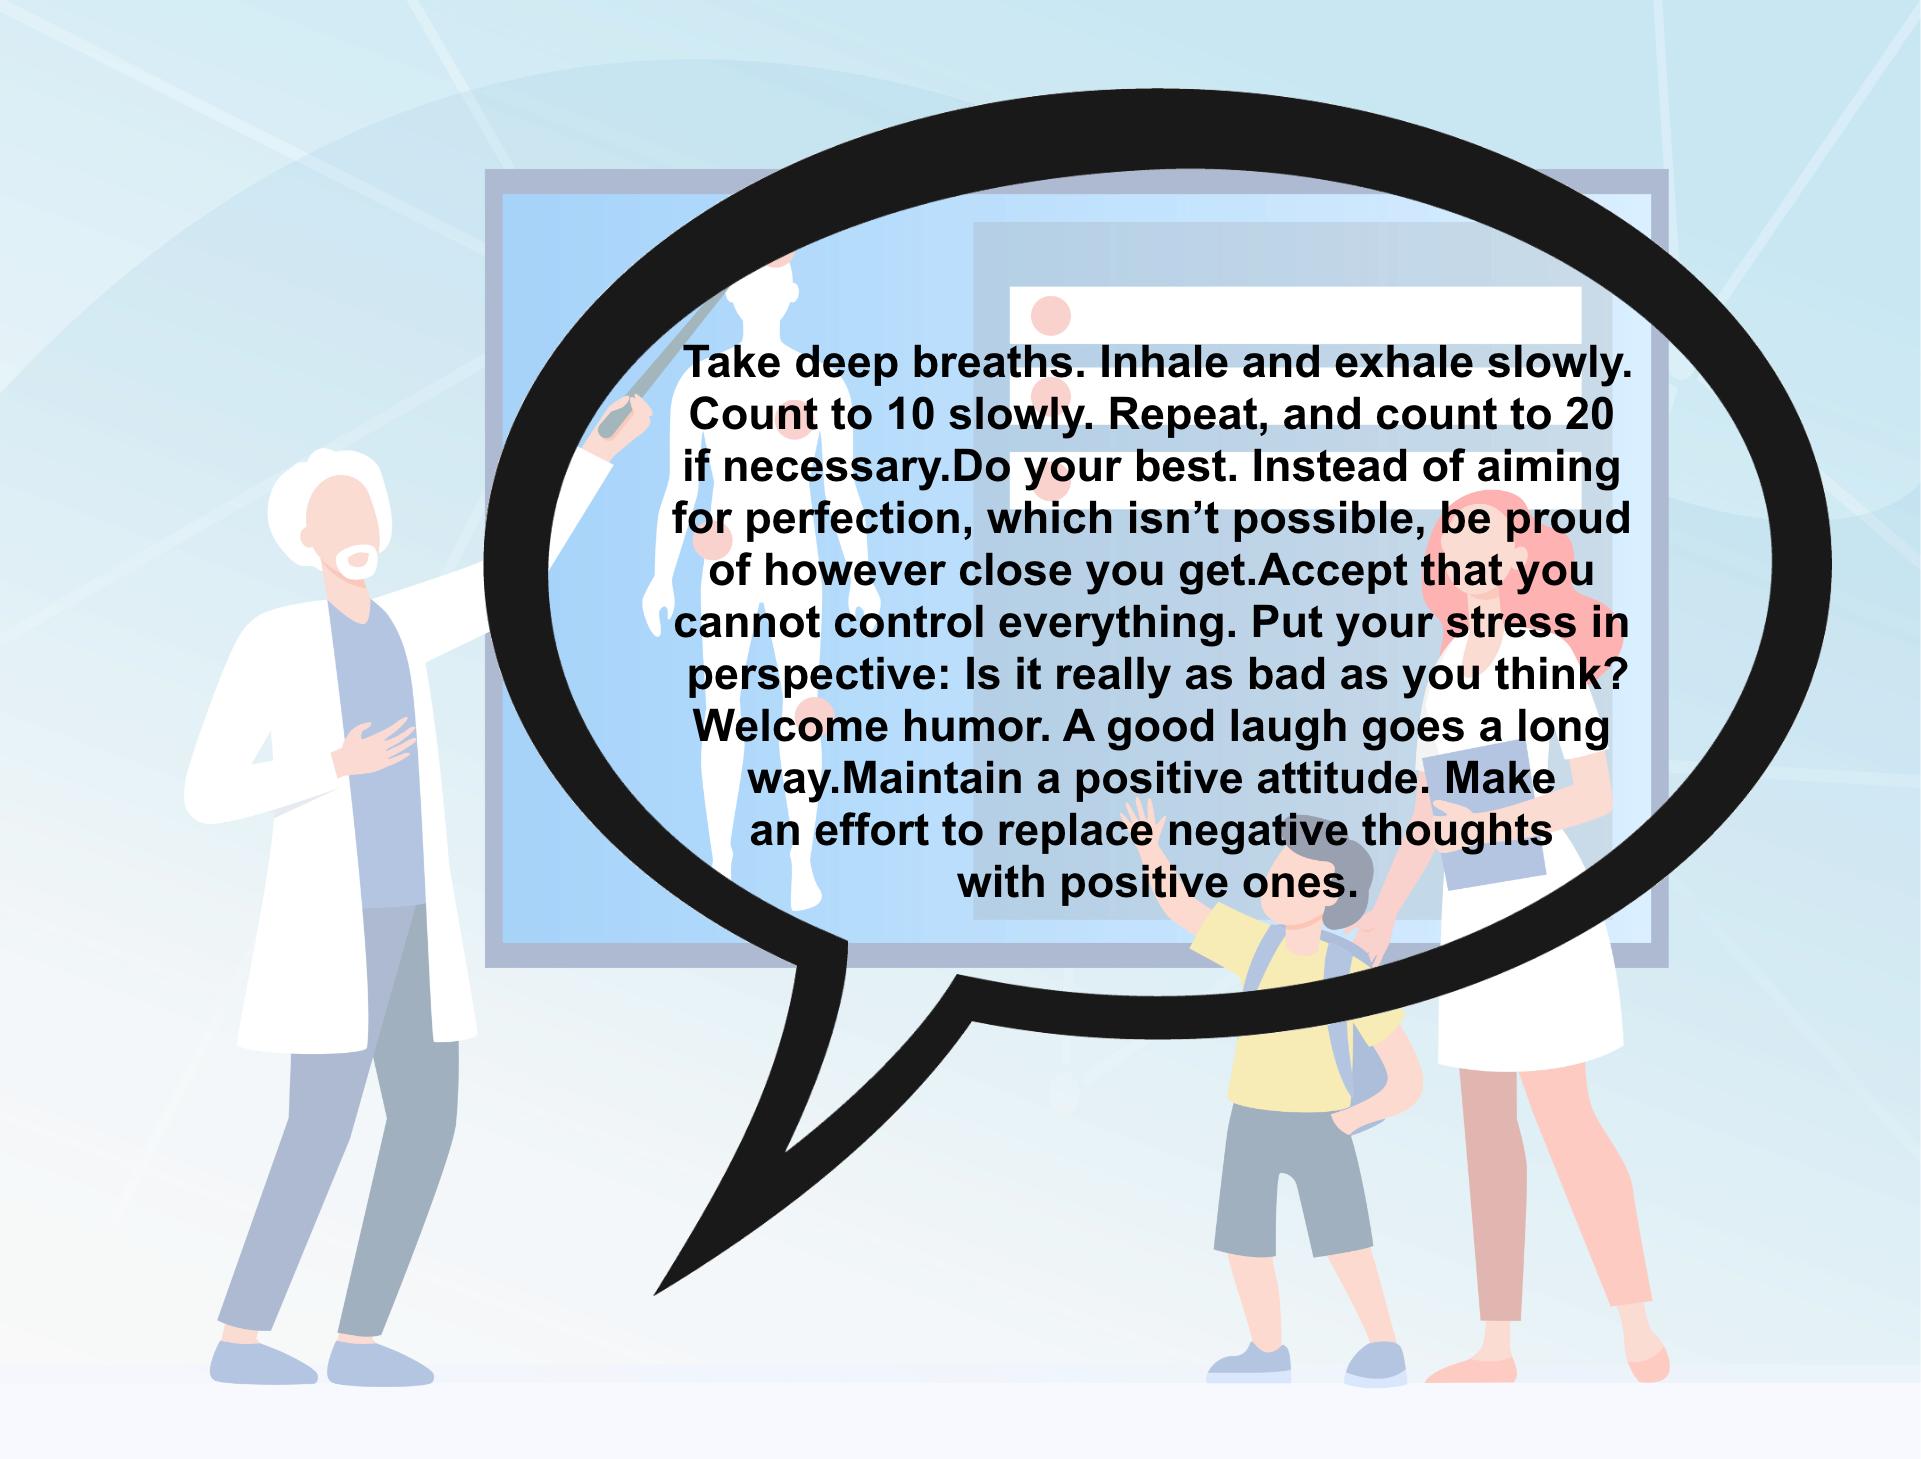 Take deep breaths. Inhale and exhale slowly.
Count to 10 slowly. Repeat, and count to 20
if necessary.Do your best. Instead of aiming
for perfection, which isn’t possible, be proud
of however close you get.Accept that you
cannot control everything. Put your stress in
perspective: Is it really as bad as you think?
Welcome humor. A good laugh goes a long
way.Maintain a positive attitude. Make
an effort to replace negative thoughts
with positive ones.